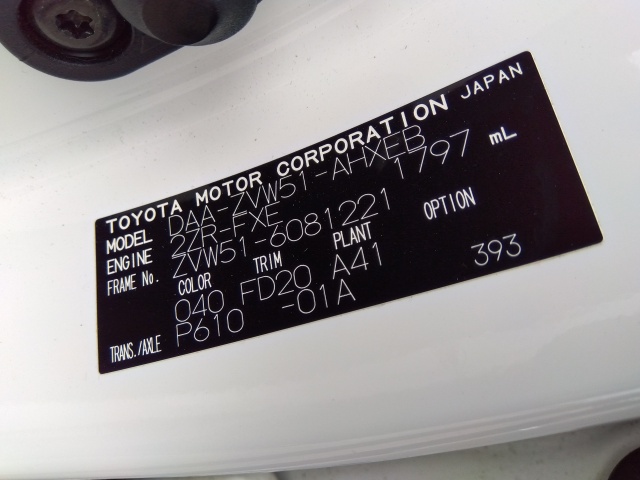 TOYOTA MOTOR CORPORATION JAPAN
MODEL DAA-ZVW51-AHXEB
ENGINE 2ZR-FXE 1797 mL
FRAME No. ZVW51-6081221
COLOR TRIM PLANT OPTION
040 FD20 A41 393
TRANS./AXLE P610 -01A